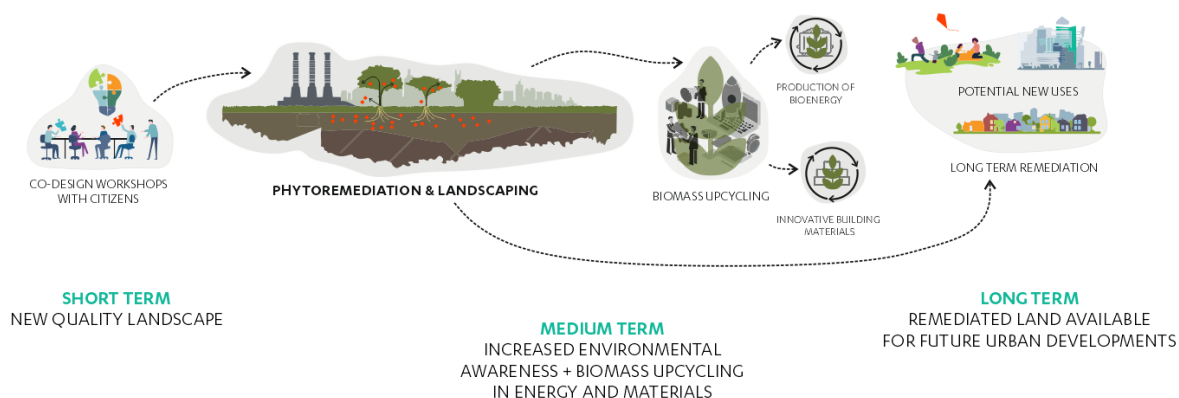 CO-DESIGN WORKSHOPS
WITH CITIZENS
PHYTOREMEDIATION & LANDSCAPING
BIOMASS UPCYCLING
PRODUCTION OF
BIOENERGY
INNOVATIVE BUILDING
MATERIALS
POTENTIAL NEW USES
LONG TERM REMEDIATION
SHORT TERM
NEW QUALITY LANDSCAPE
MEDIUM TERM
INCREASED ENVIRONMENTAL
AWARENESS + BIOMASS UPCYCLING
IN ENERGY AND MATERIALS
LONG TERM
REMEDIATED LAND AVAILABLE
FOR FUTURE URBAN DEVELOPMENTS